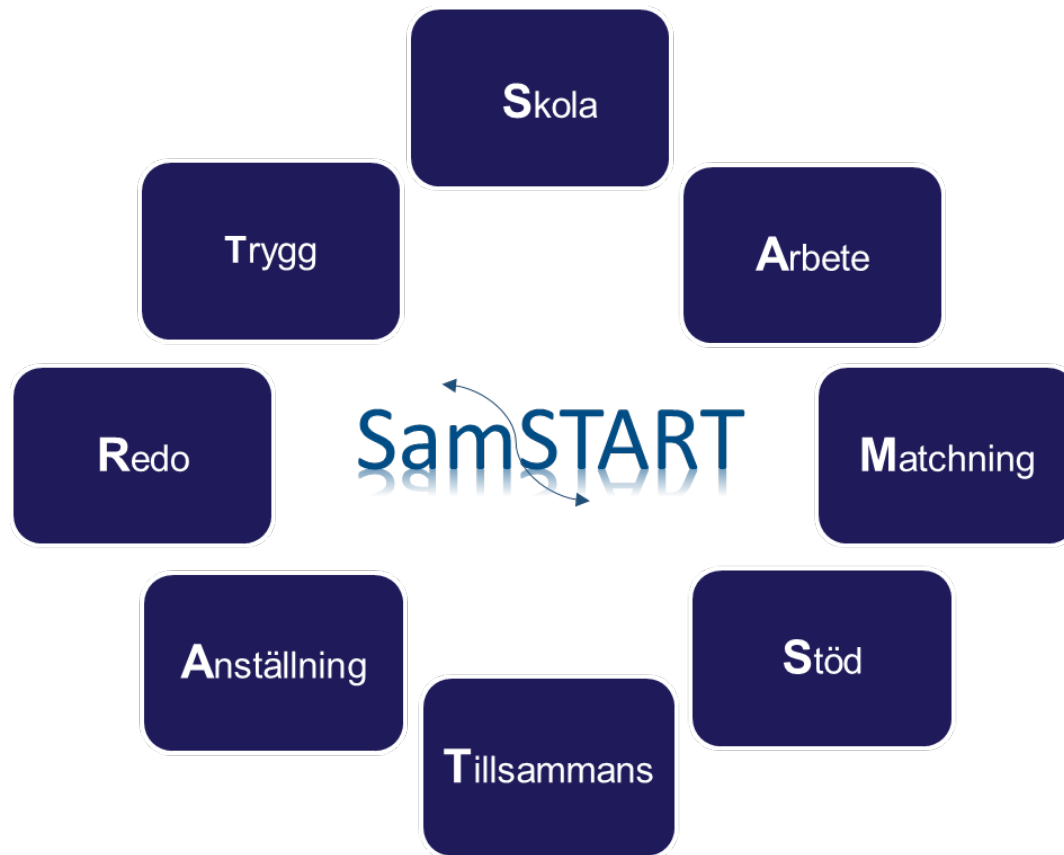 Skola
Arbete
Matchning
Stöd
Tillsammans
Anställning
Redo
Trygg
SamSTART